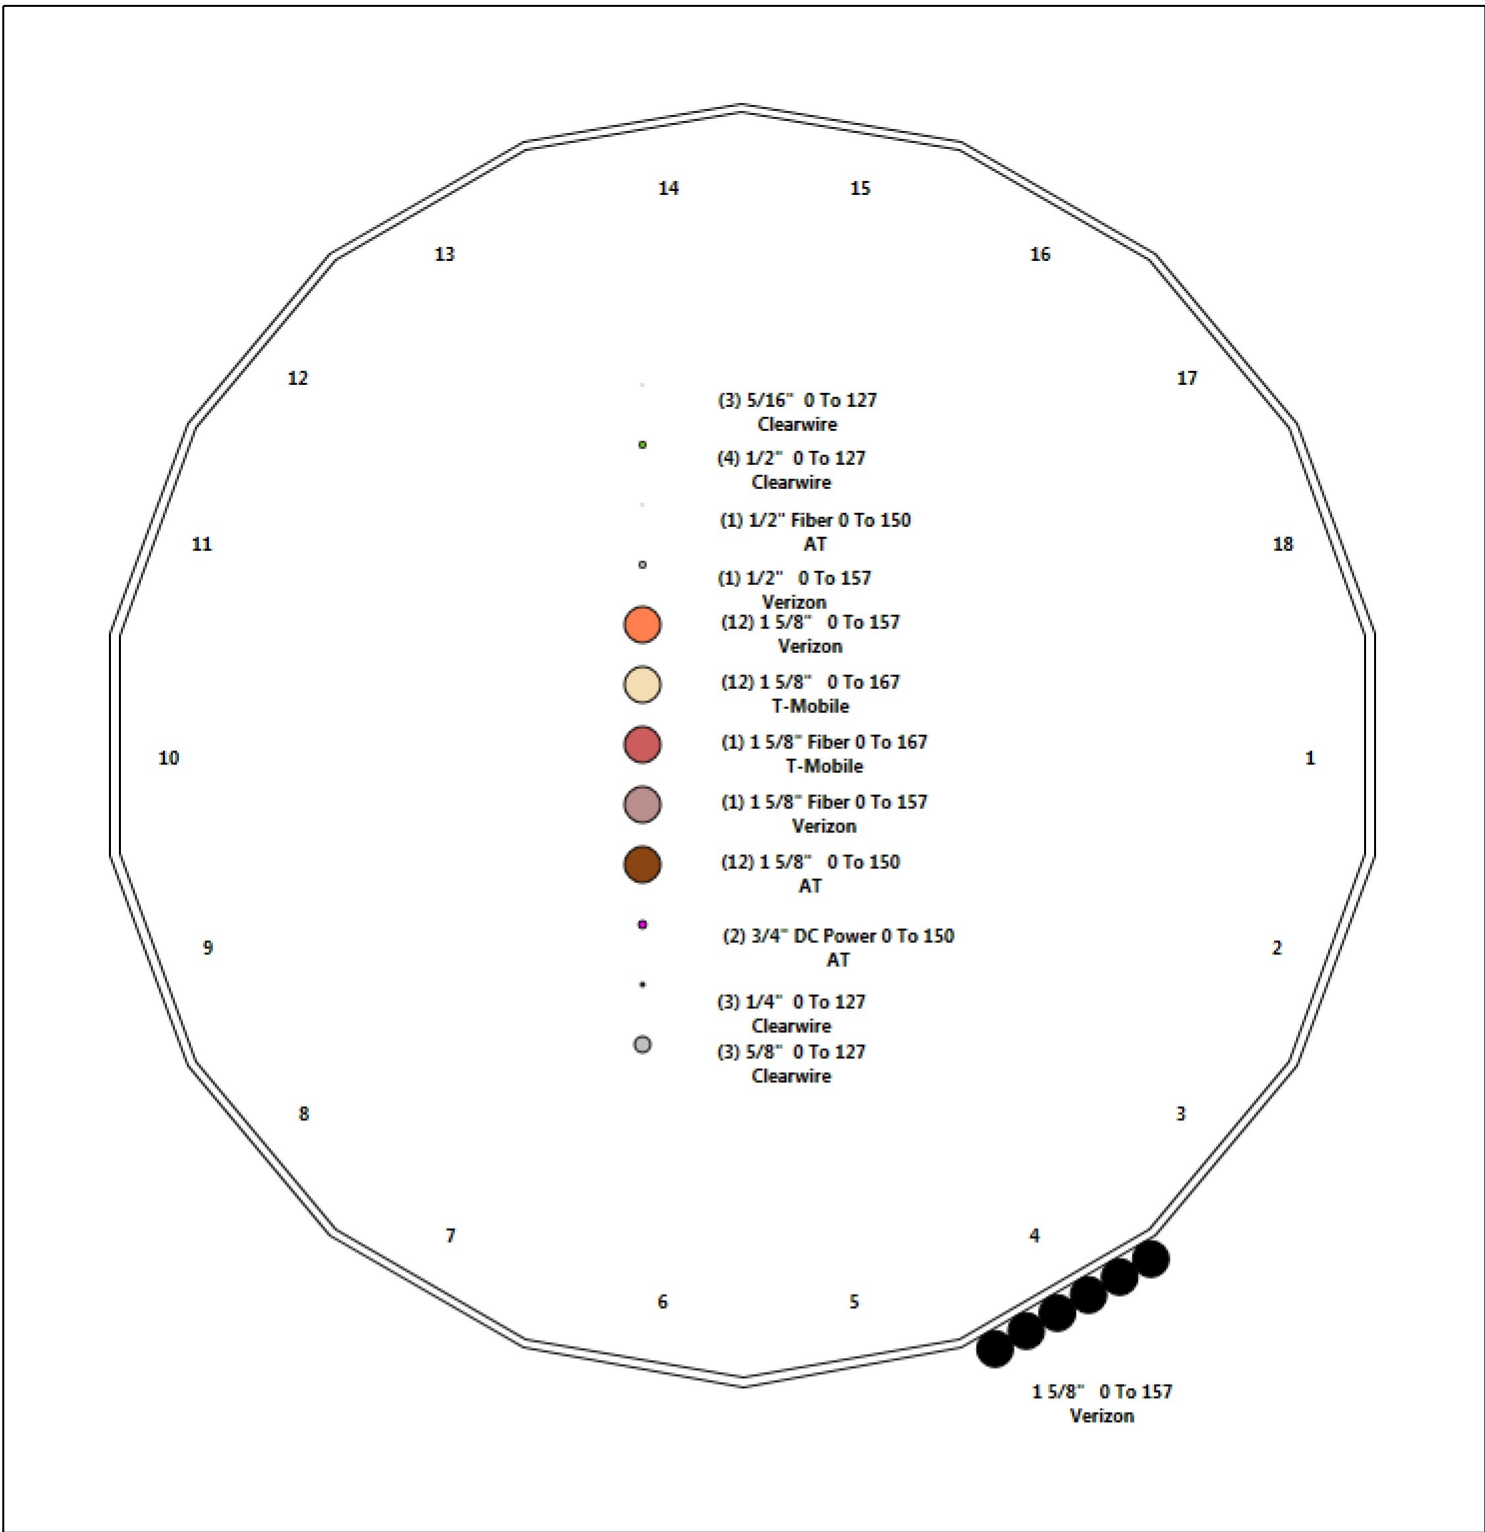 14
15
13
16
12
17
(3) 5/16"  0 To 127
Clearwire
(4) 1/2"  0 To 127
Clearwire
(1) 1/2" Fiber 0 To 150
AT
11
18
(1) 1/2"   0 To 157
Verizon
(12) 1 5/8"   0 To 157
Verizon
(12) 1 5/8"   0 To 167
T-Mobile
(1) 1 5/8" Fiber 0 To 167
T-Mobile
10
1
(1) 1 5/8" Fiber 0 To 157
Verizon
(12) 1 5/8"   0 To 150
AT
(2) 3/4" DC Power 0 To 150
AT
9
2
(3) 1/4"  0 To 127
Clearwire
(3) 5/8"  0 To 127
Clearwire
8
3
7
4
6
5
1 5/8"   0 To 157
Verizon